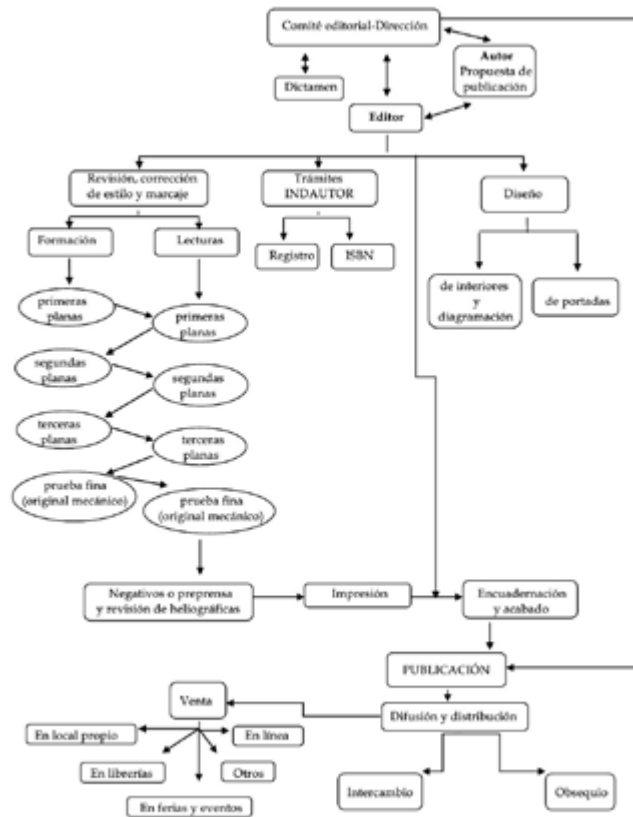 Comité editorial-Dirección
Autor
Propuesta de
publicación
Dictamen
Editor
Revisión, corrección
de estilo y marcaje
Trámites
INDAUTOR
Diseño
Formación
Lecturas
Registro
ISBN
de interiores
y
diagramación
de portadas
primeras
planas
primeras
planas
segundas
planas
segundas
planas
terceras
planas
terceras
planas
prueba fina
(original mecánico)
prueba fina
(original mecánico)
Negativos o preprensa
y revisión de heliográficas
Impresión
Encuadernación
y acabado
PUBLICACIÓN
Venta
Difusión y distribución
En local propio
En línea
En librerías
Otros
En ferias y eventos
Intercambio
Obsequio